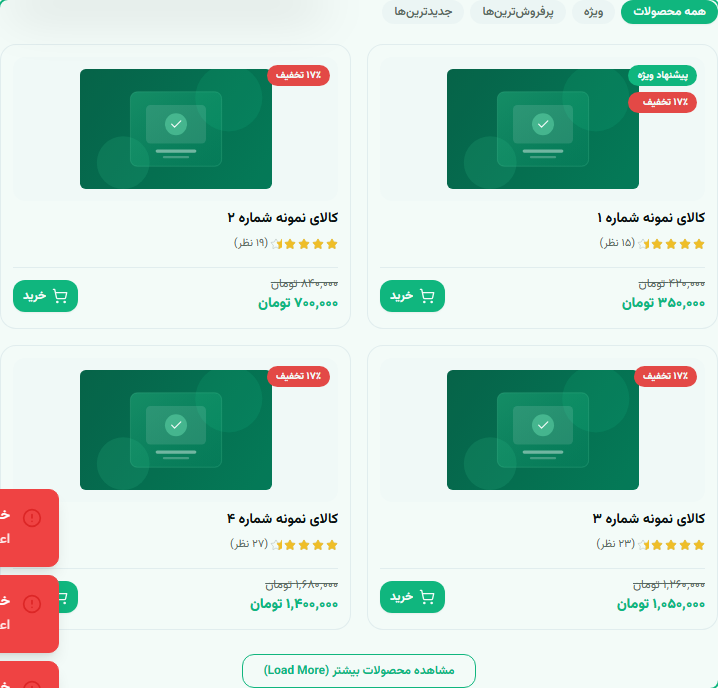 همه محصولات
ویژه
پرفروش‌ترین‌ها
جدیدترین‌ها
پیشنهاد ویژه
۱۷٪ تخفیف
کالای نمونه شماره ۱
(۱۵ نظر)
۴۲۰,۰۰۰ تومان
۳۵۰,۰۰۰ تومان
خرید
۱۷٪ تخفیف
کالای نمونه شماره ۲
(۱۹ نظر)
۸۴۰,۰۰۰ تومان
۷۰۰,۰۰۰ تومان
خرید
۱۷٪ تخفیف
کالای نمونه شماره ۳
(۲۳ نظر)
۱,۲۶۰,۰۰۰ تومان
۱,۰۵۰,۰۰۰ تومان
خرید
۱۷٪ تخفیف
کالای نمونه شماره ۴
(۲۷ نظر)
۱,۶۸۰,۰۰۰ تومان
۱,۴۰۰,۰۰۰ تومان
مشاهده محصولات بیشتر (Load More)